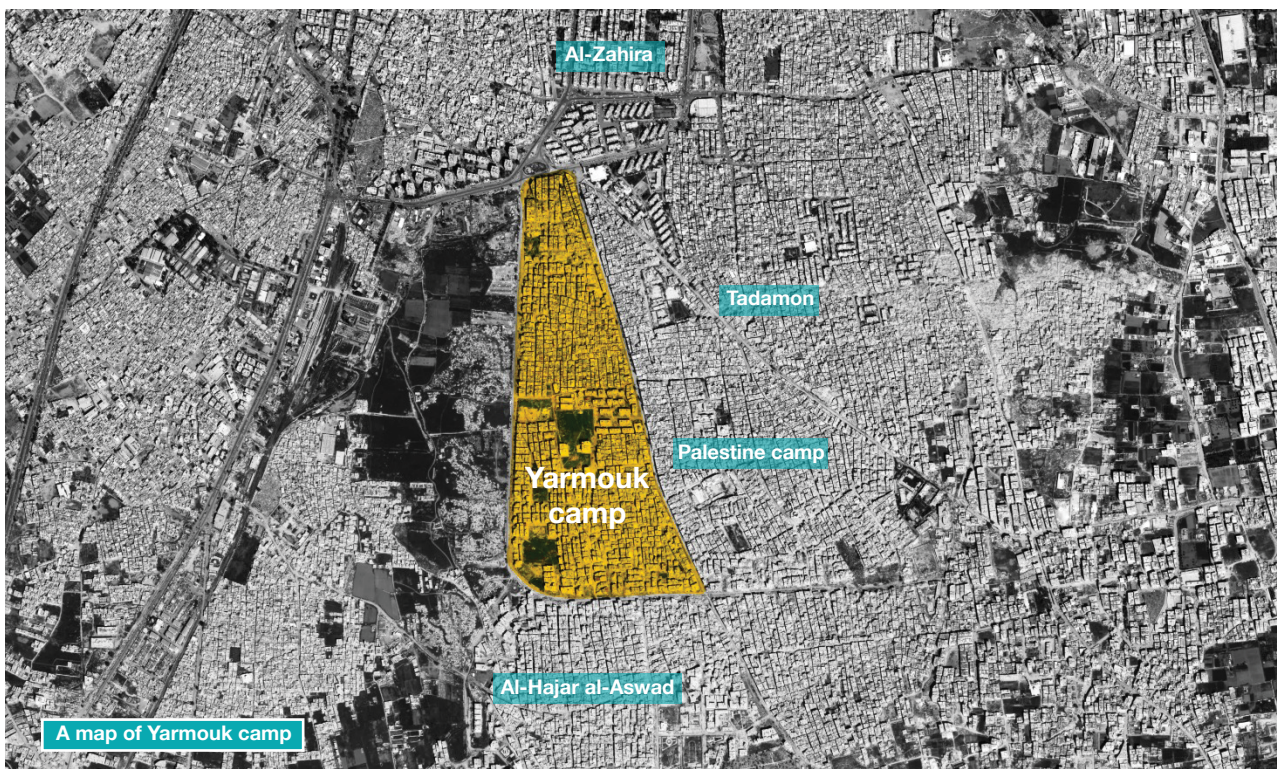 Al-Zahira
Tadamon
Palestine camp
Yarmouk
camp
Al-Hajar al-Aswad
A map of Yarmouk camp